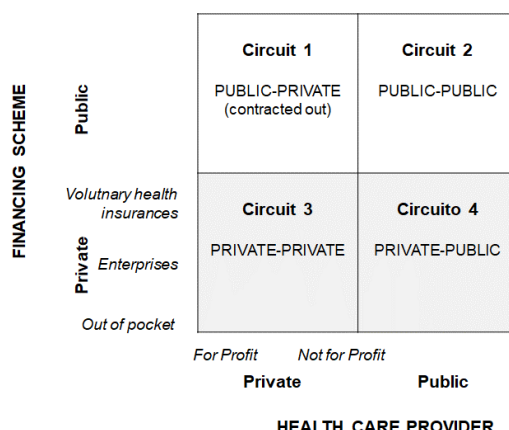 Circuit 1
Circuit 2
PUBLIC-PRIVATE
(contracted out)
PUBLIC-PUBLIC
FINANCING SCHEME
Public
Volutnary health
insurances
Circuit 3
Circuito 4
PRIVATE-PRIVATE
PRIVATE-PUBLIC
Private
Enterprises
Out of pocket
For Profit
Not for Profit
Private
Public
HEALTH CARE PROVIDER